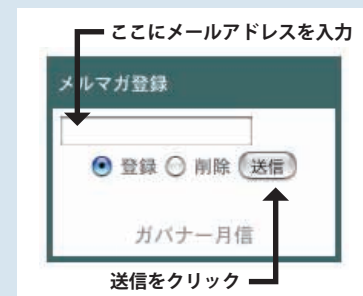 ここにメールアドレスを入力
メルマガ登録
登録 削除 送信
ガバナー月信
送信をクリック